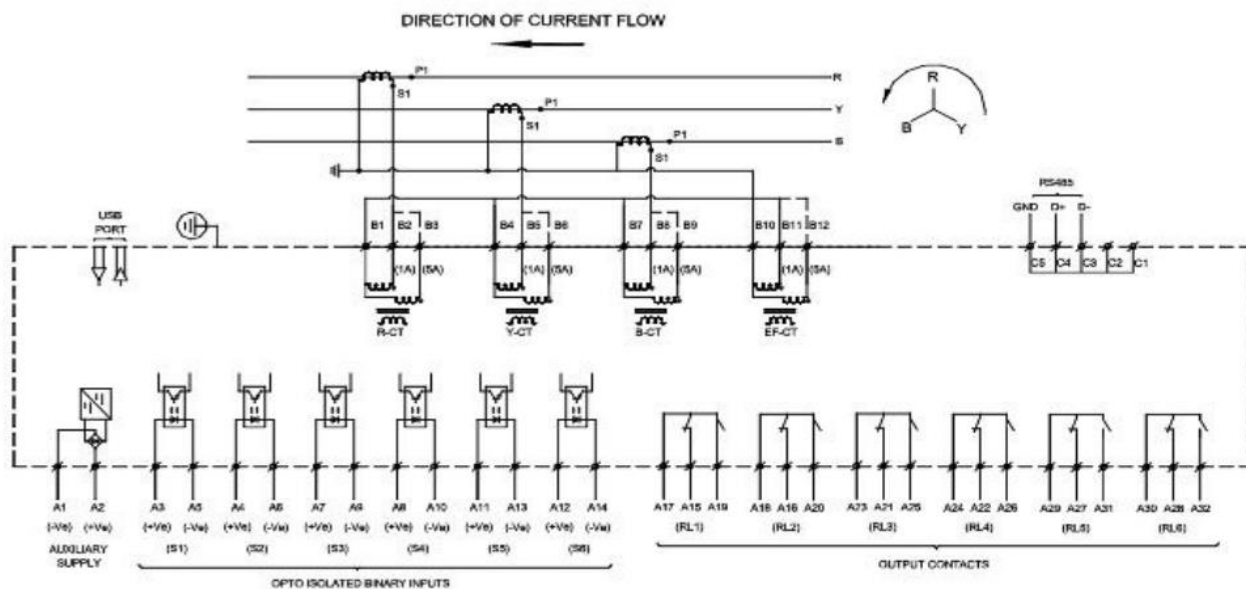 DIRECTION OF CURRENT FLOW
P1 R
S1
P1 Y
S1
P1 B
S1
R
B Y
RS485
GND D+ D-
USB
PORT
B1 B2 B3 B4 B5 B6 B7 B8 B9 B10 B11 B12
C5 C4 C3 C2 C1
(1A) (5A) (1A) (5A) (1A) (5A) (1A) (5A)
R-CT Y-CT B-CT EF-CT
A1 A2 A3 A5 A4 A6 A7 A9 A8 A10 A11 A13 A12 A14 A17 A15 A19 A18 A16 A20 A23 A21 A25 A24 A22 A26 A29 A27 A31 A30 A28 A32
(-Ve) (+Ve) (+Ve) (-Ve) (+Ve) (-Ve) (+Ve) (-Ve) (+Ve) (-Ve) (+Ve) (-Ve) (+Ve) (-Ve) (RL1) (RL2) (RL3) (RL4) (RL5) (RL6)
AUXILIARY (S1) (S2) (S3) (S4) (S5) (S6)
SUPPLY
OUTPUT CONTACTS
OPTO ISOLATED BINARY INPUTS